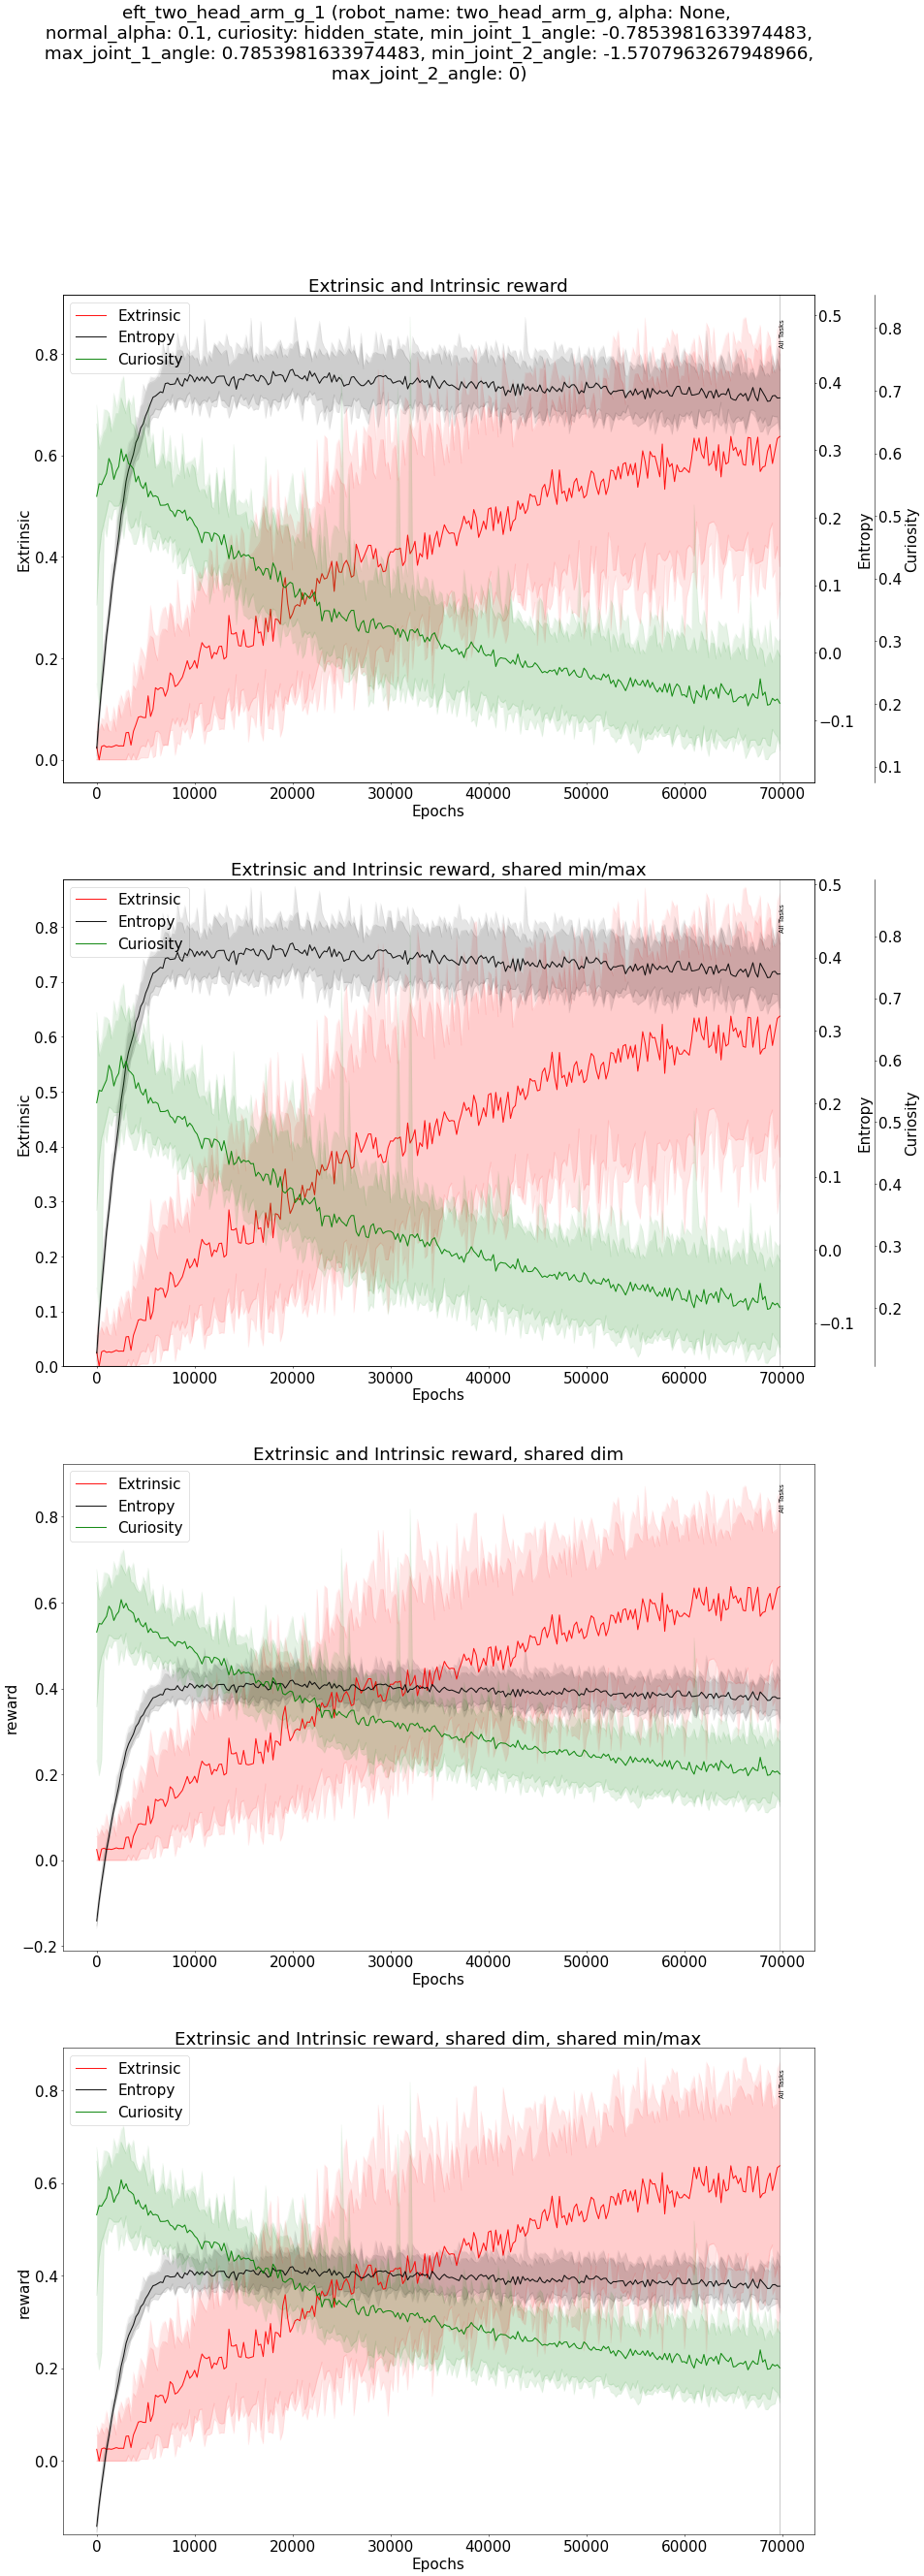 eft_two_head_arm_g_1 (robot_name: two_head_arm_g, alpha: None,
normal_alpha: 0.1, curiosity: hidden_state, min_joint_1_angle: -0.7853981633974483,
max_joint_1_angle: 0.7853981633974483, min_joint_2_angle: -1.5707963267948966,
max_joint_2_angle: 0)
Extrinsic and Intrinsic reward
Extrinsic
Entropy
Curiosity
All Tasks
0.8
0.6
0.4
0.2
0.0
Extrinsic
0.5
0.4
0.3
0.2
0.1
0.0
−0.1
Entropy
0.8
0.7
0.6
0.5
0.4
0.3
0.2
0.1
Curiosity
0 10000 20000 30000 40000 50000 60000 70000
Epochs
Extrinsic and Intrinsic reward, shared min/max
Extrinsic
Entropy
Curiosity
All Tasks
0.8
0.7
0.6
0.5
0.4
0.3
0.2
0.1
0.0
Extrinsic
0.5
0.4
0.3
0.2
0.1
0.0
−0.1
Entropy
0.8
0.7
0.6
0.5
0.4
0.3
0.2
Curiosity
0 10000 20000 30000 40000 50000 60000 70000
Epochs
Extrinsic and Intrinsic reward, shared dim
Extrinsic
Entropy
Curiosity
All Tasks
0.8
0.6
0.4
0.2
0.0
−0.2
reward
0 10000 20000 30000 40000 50000 60000 70000
Epochs
Extrinsic and Intrinsic reward, shared dim, shared min/max
Extrinsic
Entropy
Curiosity
All Tasks
0.8
0.6
0.4
0.2
0.0
reward
0 10000 20000 30000 40000 50000 60000 70000
Epochs